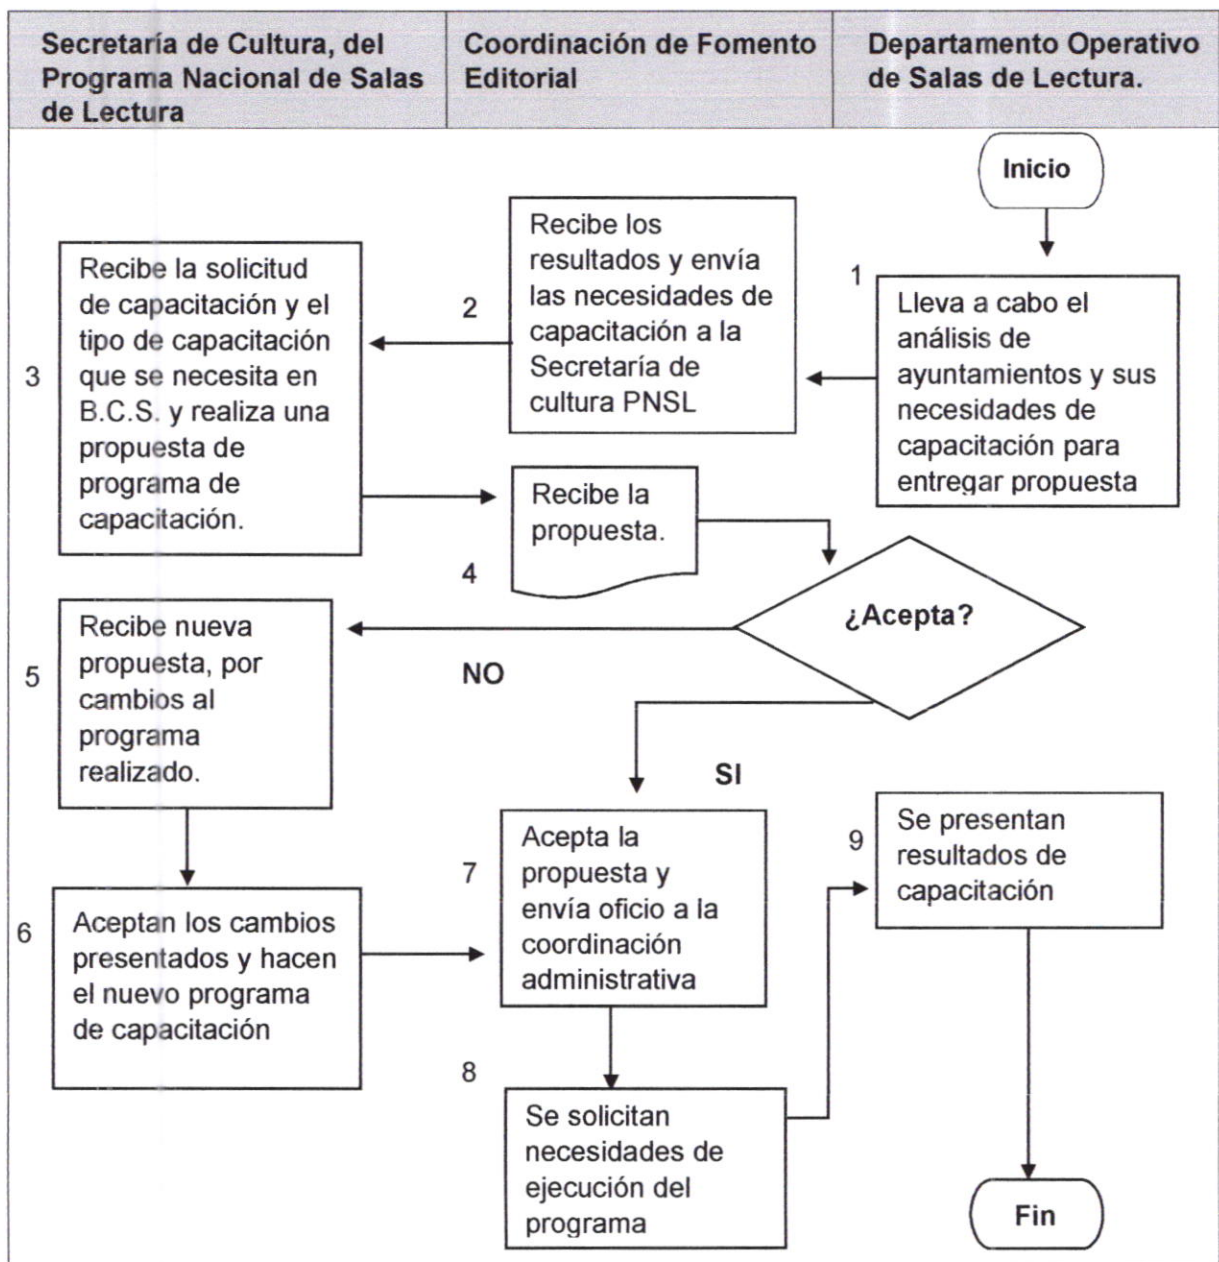 Secretaría de Cultura, del
Programa Nacional de Salas
de Lectura
Coordinación de Fomento
Editorial
Departamento Operativo
de Salas de Lectura.
Inicio
1
Lleva a cabo el
análisis de
ayuntamientos y sus
necesidades de
capacitación para
entregar propuesta
2
Recibe los
resultados y envía
las necesidades de
capacitación a la
Secretaría de
cultura PNSL
3
Recibe la solicitud
de capacitación y el
tipo de capacitación
que se necesita en
B.C.S. y realiza una
propuesta de
programa de
capacitación.
4
Recibe la
propuesta.
¿Acepta?
NO
SI
5
Recibe nueva
propuesta, por
cambios al
programa
realizado.
6
Aceptan los cambios
presentados y hacen
el nuevo programa
de capacitación
7
Acepta la
propuesta y
envía oficio a la
coordinación
administrativa
8
Se solicitan
necesidades de
ejecución del
programa
9
Se presentan
resultados de
capacitación
Fin